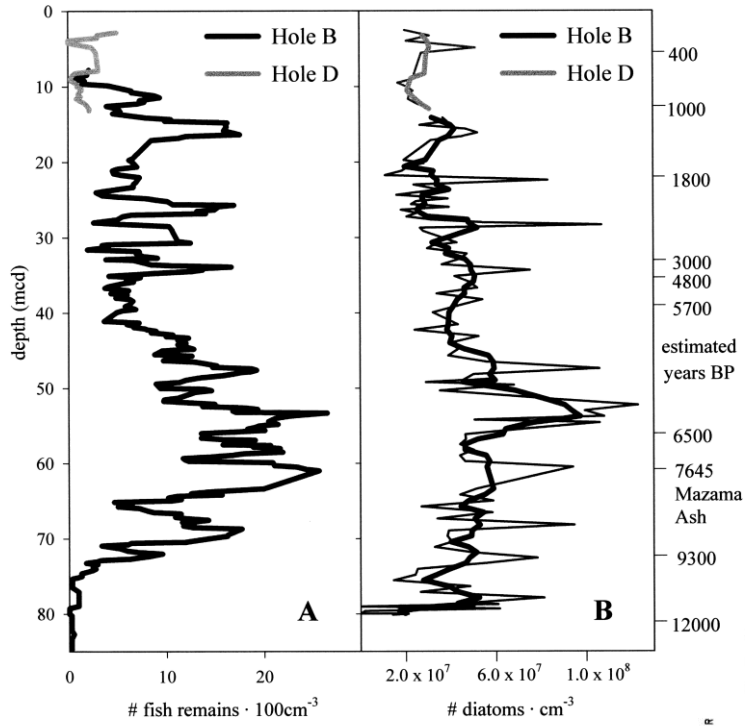 0
10
20
30
40
50
60
70
80
depth (mcd)
Hole B
Hole D
A
0
10
20
# fish remains · 100cm⁻³
Hole B
Hole D
B
2.0 x 10⁷
6.0 x 10⁷
1.0 x 10⁸
# diatoms · cm⁻³
400
1000
1800
3000
4800
5700
estimated
years BP
6500
7645
Mazama
Ash
9300
12000